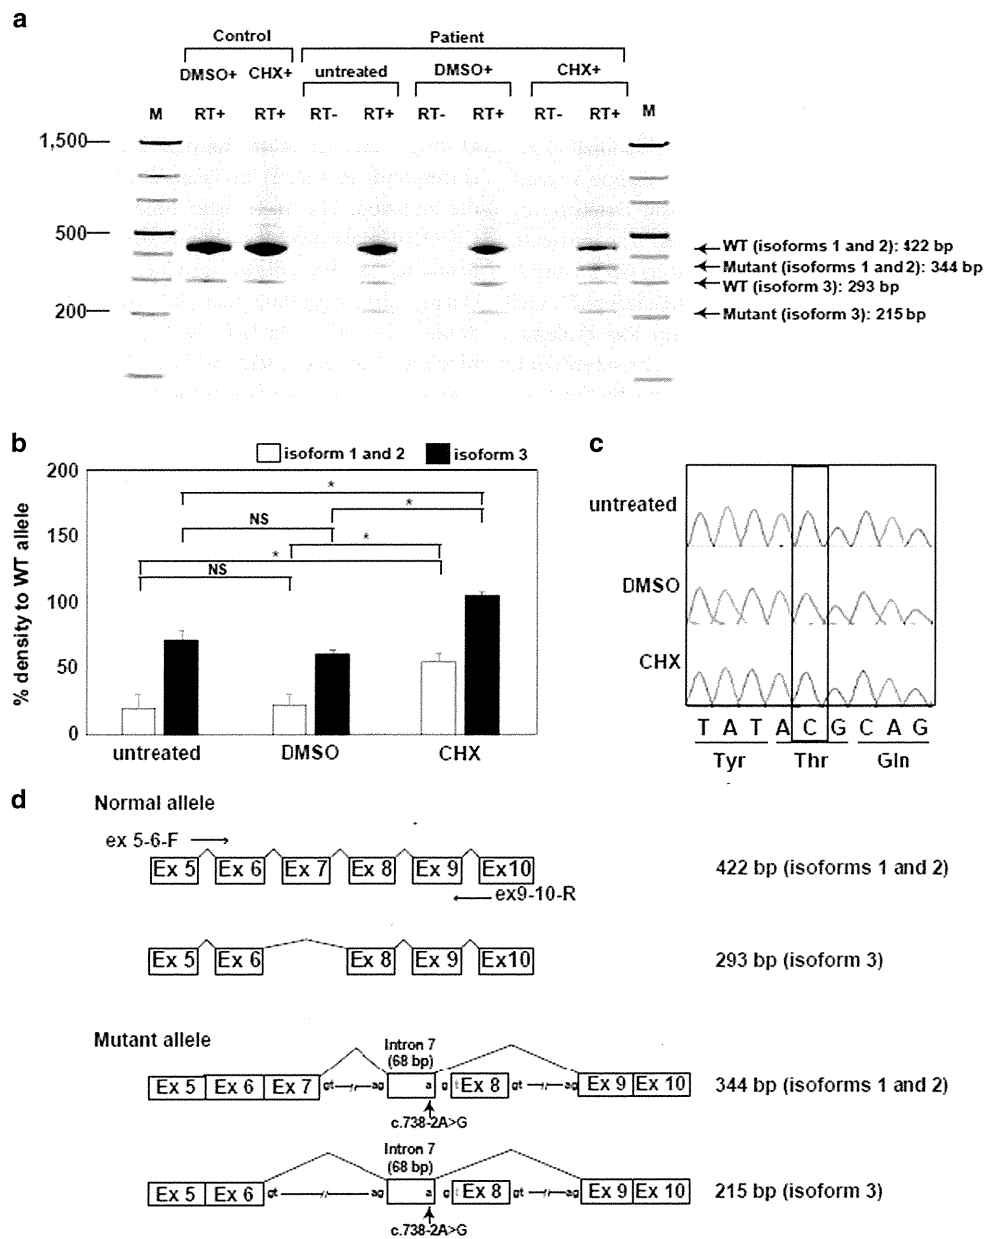 a
Control
Patient
DMSO+ CHX+ untreated DMSO+ CHX+
M RT+ RT+ RT- RT+ RT- RT+ RT- RT+ M
1,500
500
200
WT (isoforms 1 and 2): 422 bp
Mutant (isoforms 1 and 2): 344 bp
WT (isoform 3): 293 bp
Mutant (isoform 3): 215 bp
b
isoform 1 and 2 isoform 3
% density to WT allele
200
150
100
50
0
*
*
NS
*
*
NS
untreated DMSO CHX
c
untreated
DMSO
CHX
T A T A C G C A G
Tyr Thr Gln
d
Normal allele
ex 5-6-F
Ex 5 Ex 6 Ex 7 Ex 8 Ex 9 Ex10 422 bp (isoforms 1 and 2)
ex9-10-R
Ex 5 Ex 6 Ex 8 Ex 9 Ex10 293 bp (isoform 3)
Mutant allele
Intron 7
(68 bp)
Ex 5 Ex 6 Ex 7 gt ag a g t Ex 8 gt ag Ex 9 Ex 10 344 bp (isoforms 1 and 2)
c.738-2A>G
Intron 7
(68 bp)
Ex 5 Ex 6 gt ag a g t Ex 8 gt ag Ex 9 Ex 10 215 bp (isoform 3)
c.738-2A>G